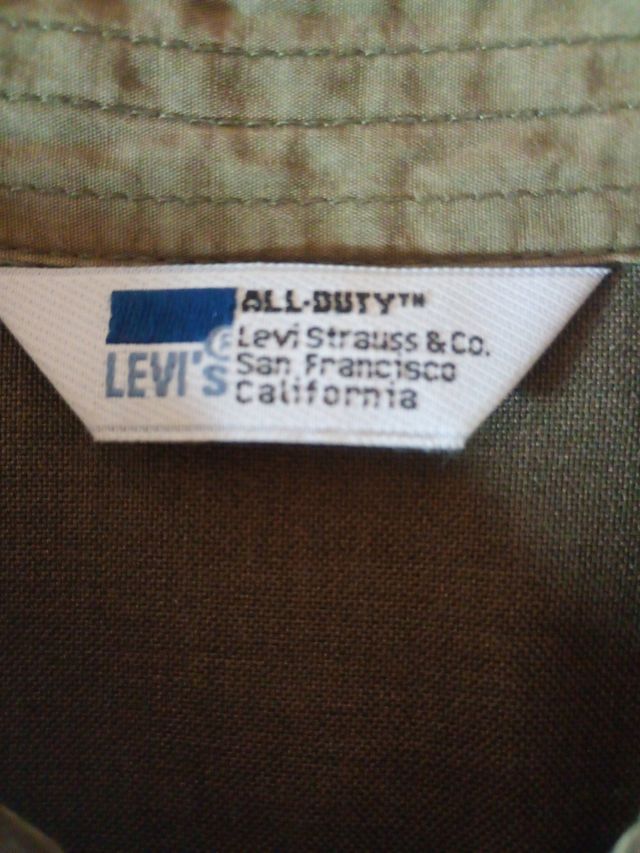 ALL-DUTY™
Levi Strauss & Co.
San Francisco
California
LEVI's®